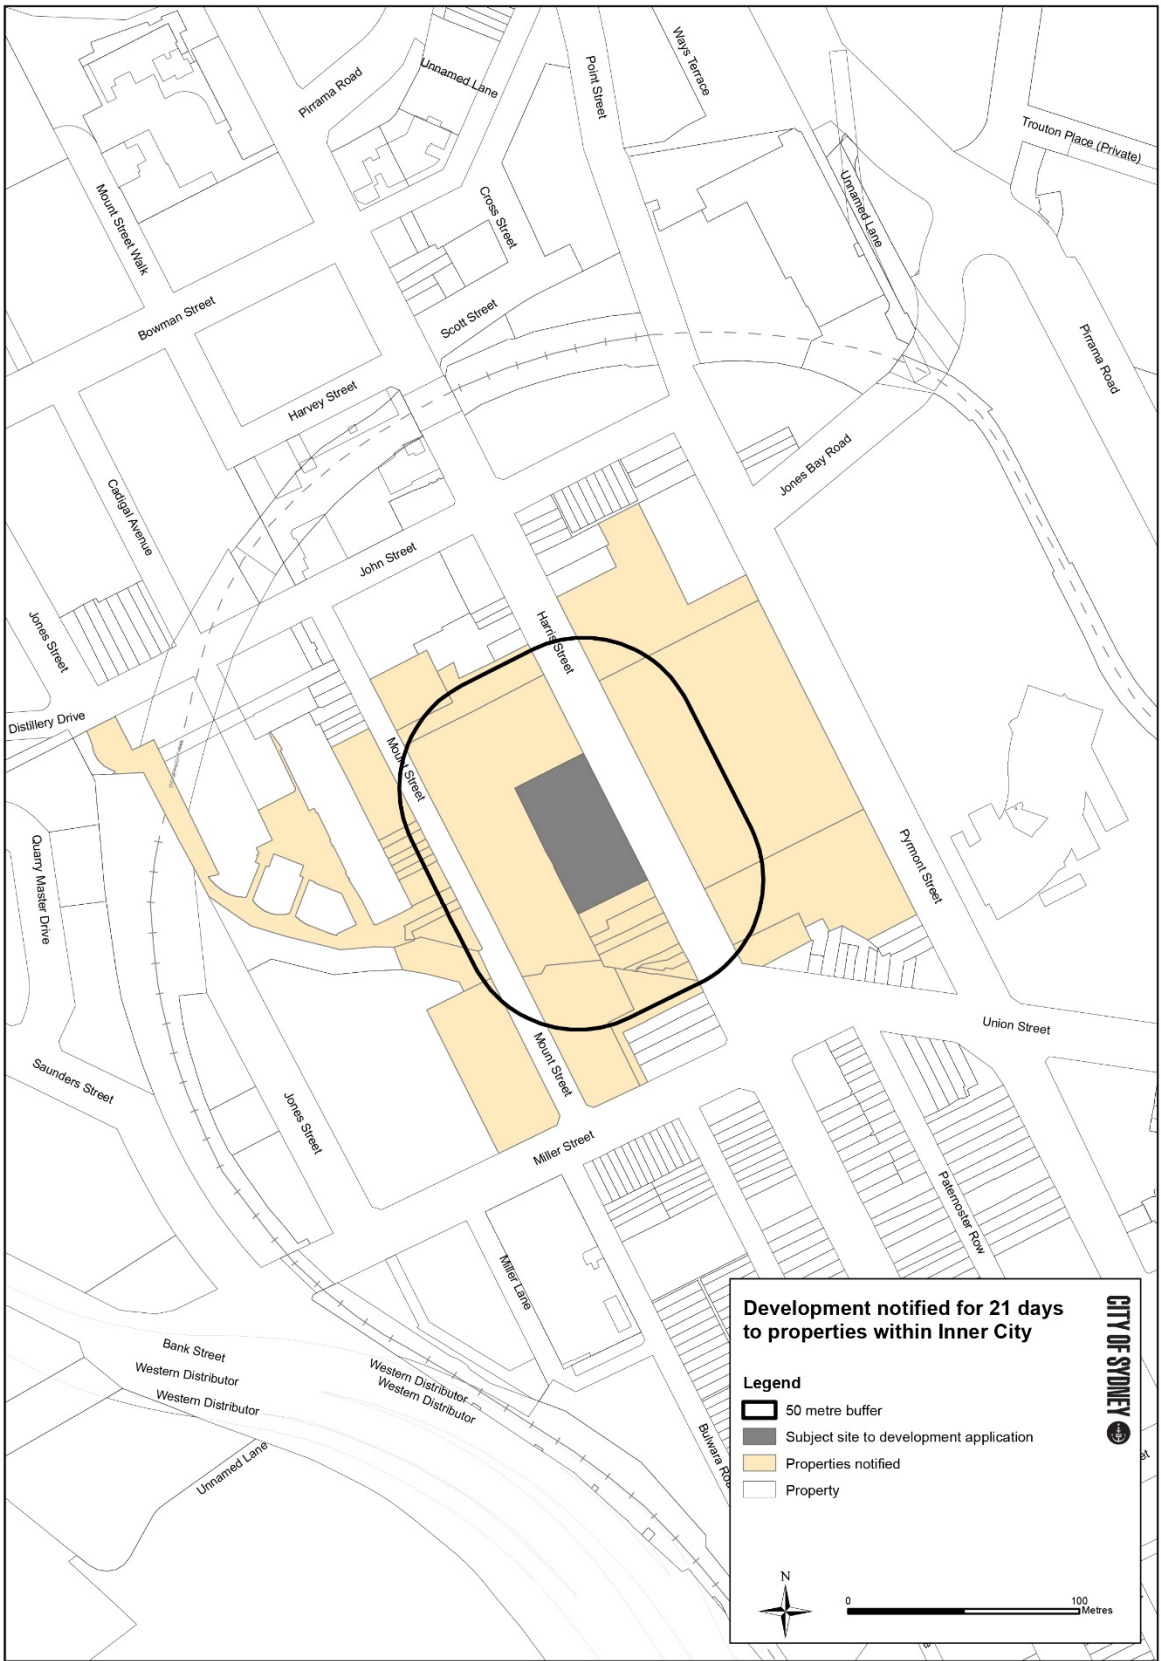 Pirrama Road
Unnamed Lane
Point Street
Ways Terrace
Trouton Place (Private)
Mount Street Walk
Cross Street
Unnamed Lane
Bowman Street
Scott Street
Pirrama Road
Harvey Street
Jones Bay Road
Cadigal Avenue
John Street
Jones Street
Harris Street
Distillery Drive
Mount Street
Quarry Master Drive
Pyrmont Street
Union Street
Saunders Street
Mount Street
Jones Street
Miller Street
Paternoster Row
Miller Lane
Bank Street
Western Distributor
Western Distributor
Western Distributor
Western Distributor
Unnamed Lane
Bulwara Roa
Development notified for 21 days
to properties within Inner City
CITY OF SYDNEY
Legend
50 metre buffer
Subject site to development application
Properties notified
Property
N
0 100
Metres